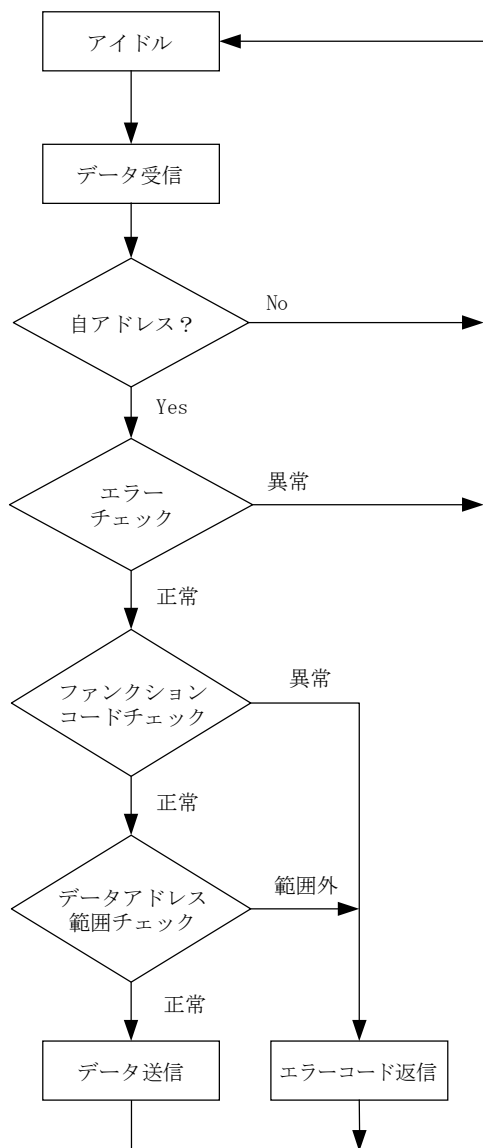 アイドル
データ受信
自アドレス？
No
Yes
エラー
チェック
異常
正常
ファンクション
コードチェック
異常
正常
データアドレス
範囲チェック
範囲外
正常
データ送信
エラーコード返信